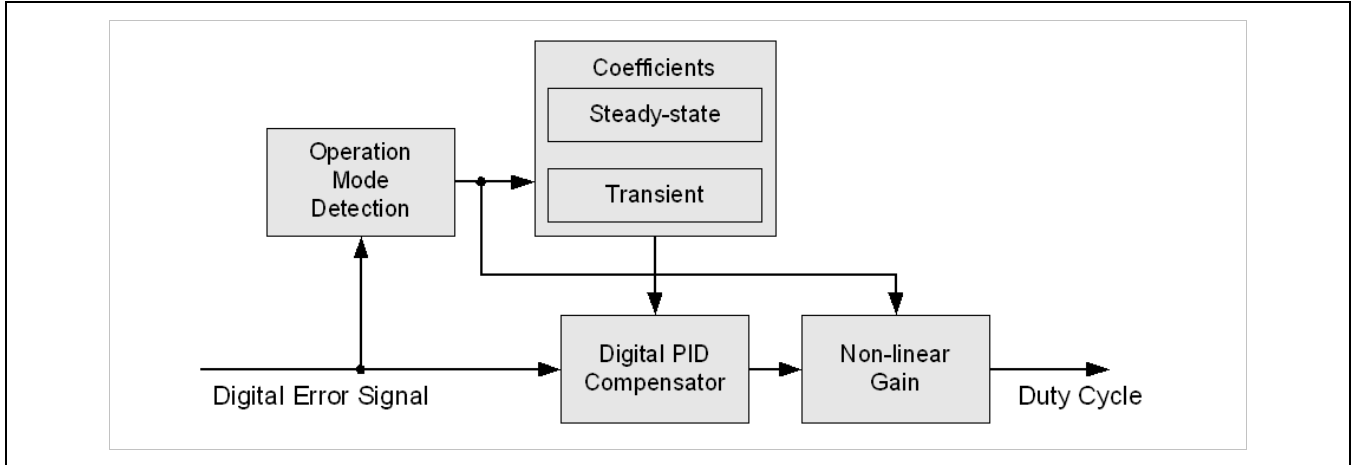 Coefficients
Steady-state
Transient
Operation
Mode
Detection
Digital PID
Compensator
Non-linear
Gain
Digital Error Signal
Duty Cycle